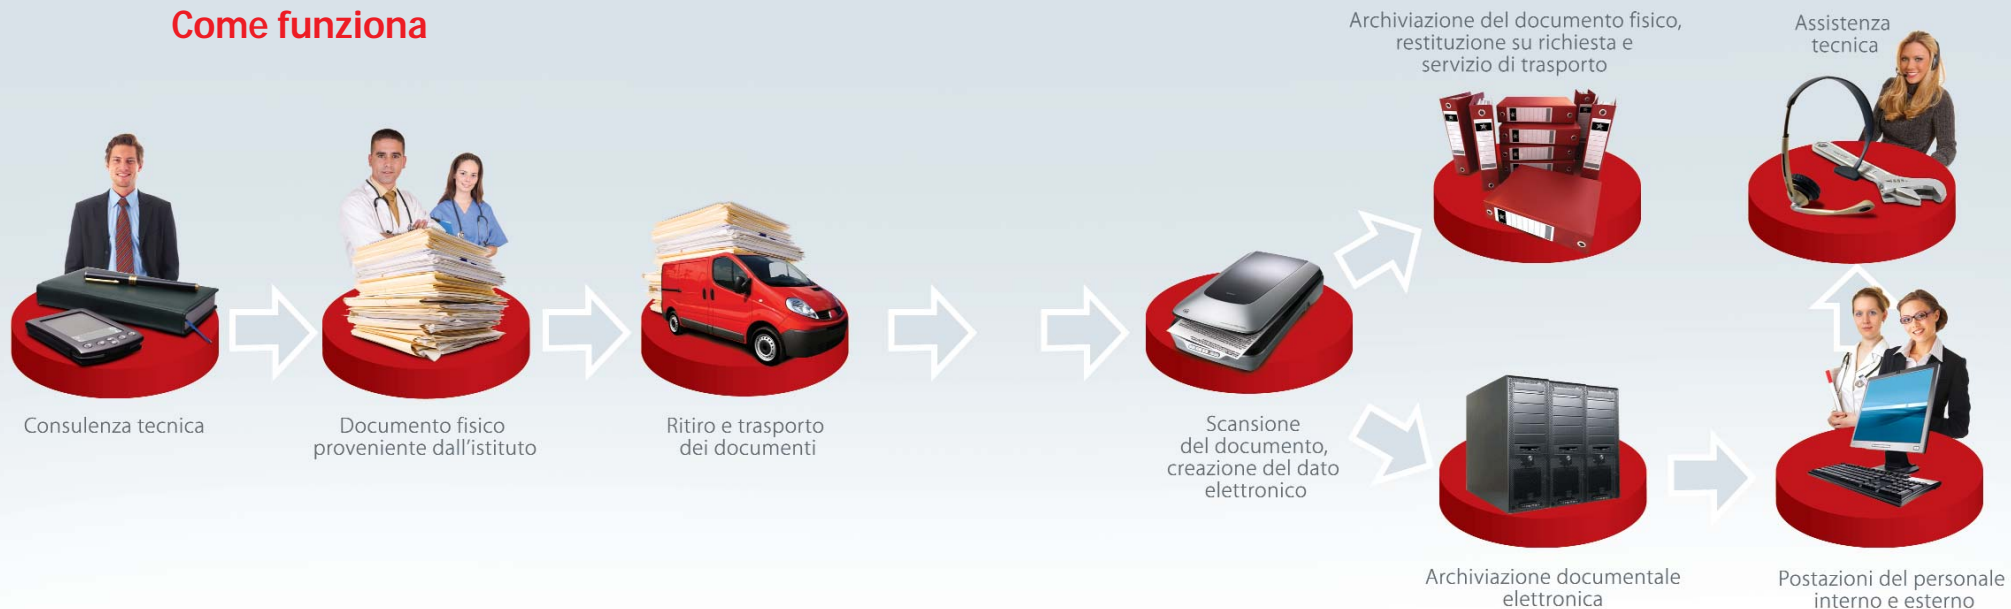 Come funziona
Consulenza tecnica
Documento fisico
proveniente dall'istituto
Ritiro e trasporto
dei documenti
Scansione
del documento,
creazione del dato
elettronico
Archiviazione del documento fisico,
restituzione su richiesta e
servizio di trasporto
Archiviazione documentale
elettronica
Postazioni del personale
interno e esterno
Assistenza
tecnica